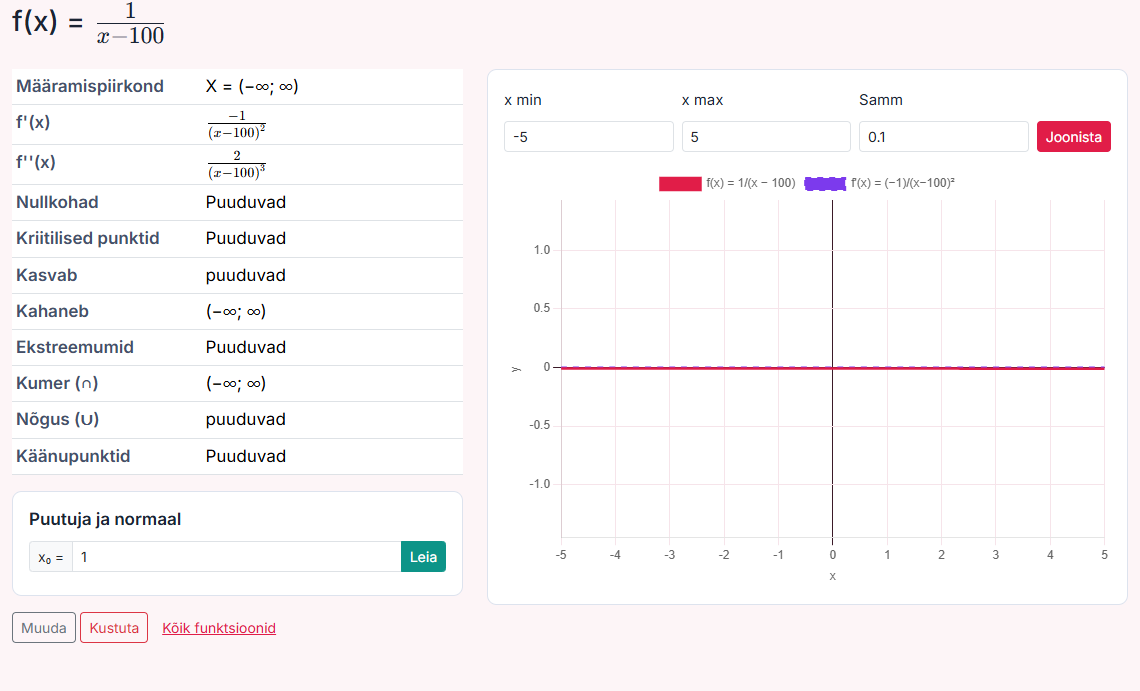 f(x) = 1/(x−100)
Määramispiirkond X = (−∞; ∞)
f'(x) −1/(x−100)²
f''(x) 2/(x−100)³
Nullkohad Puuduvad
Kriitilised punktid Puuduvad
Kasvab puuduvad
Kahaneb (−∞; ∞)
Ekstreemumid Puuduvad
Kumer (∩) (−∞; ∞)
Nõgus (∪) puuduvad
Käänupunktid Puuduvad
Puutuja ja normaal
x₀ = 1 Leia
Muuda Kustuta Kõik funktsioonid
x min x max Samm
-5 5 0.1 Joonista
f(x) = 1/(x − 100) f'(x) = (−1)/(x−100)²
1.0
0.5
0
-0.5
-1.0
y
-5 -4 -3 -2 -1 0 1 2 3 4 5
x